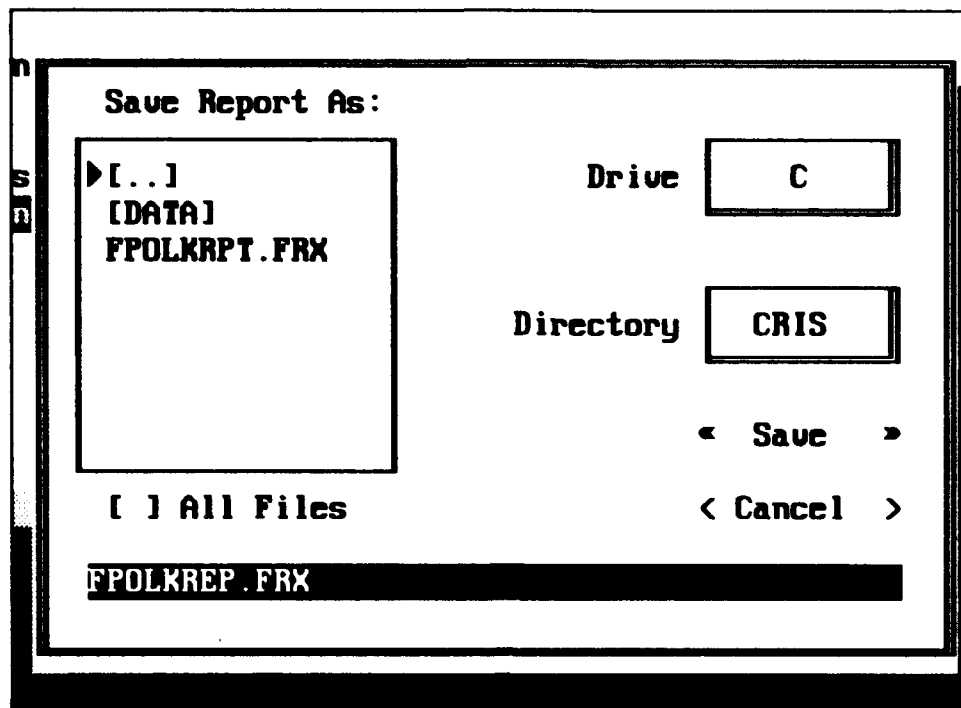 n
Save Report As:
s
n
[..]
[DATA]
FPOLKRPT.FRX
Drive C
Directory CRIS
« Save »
[ ] All Files
< Cancel >
FPOLKREP.FRX